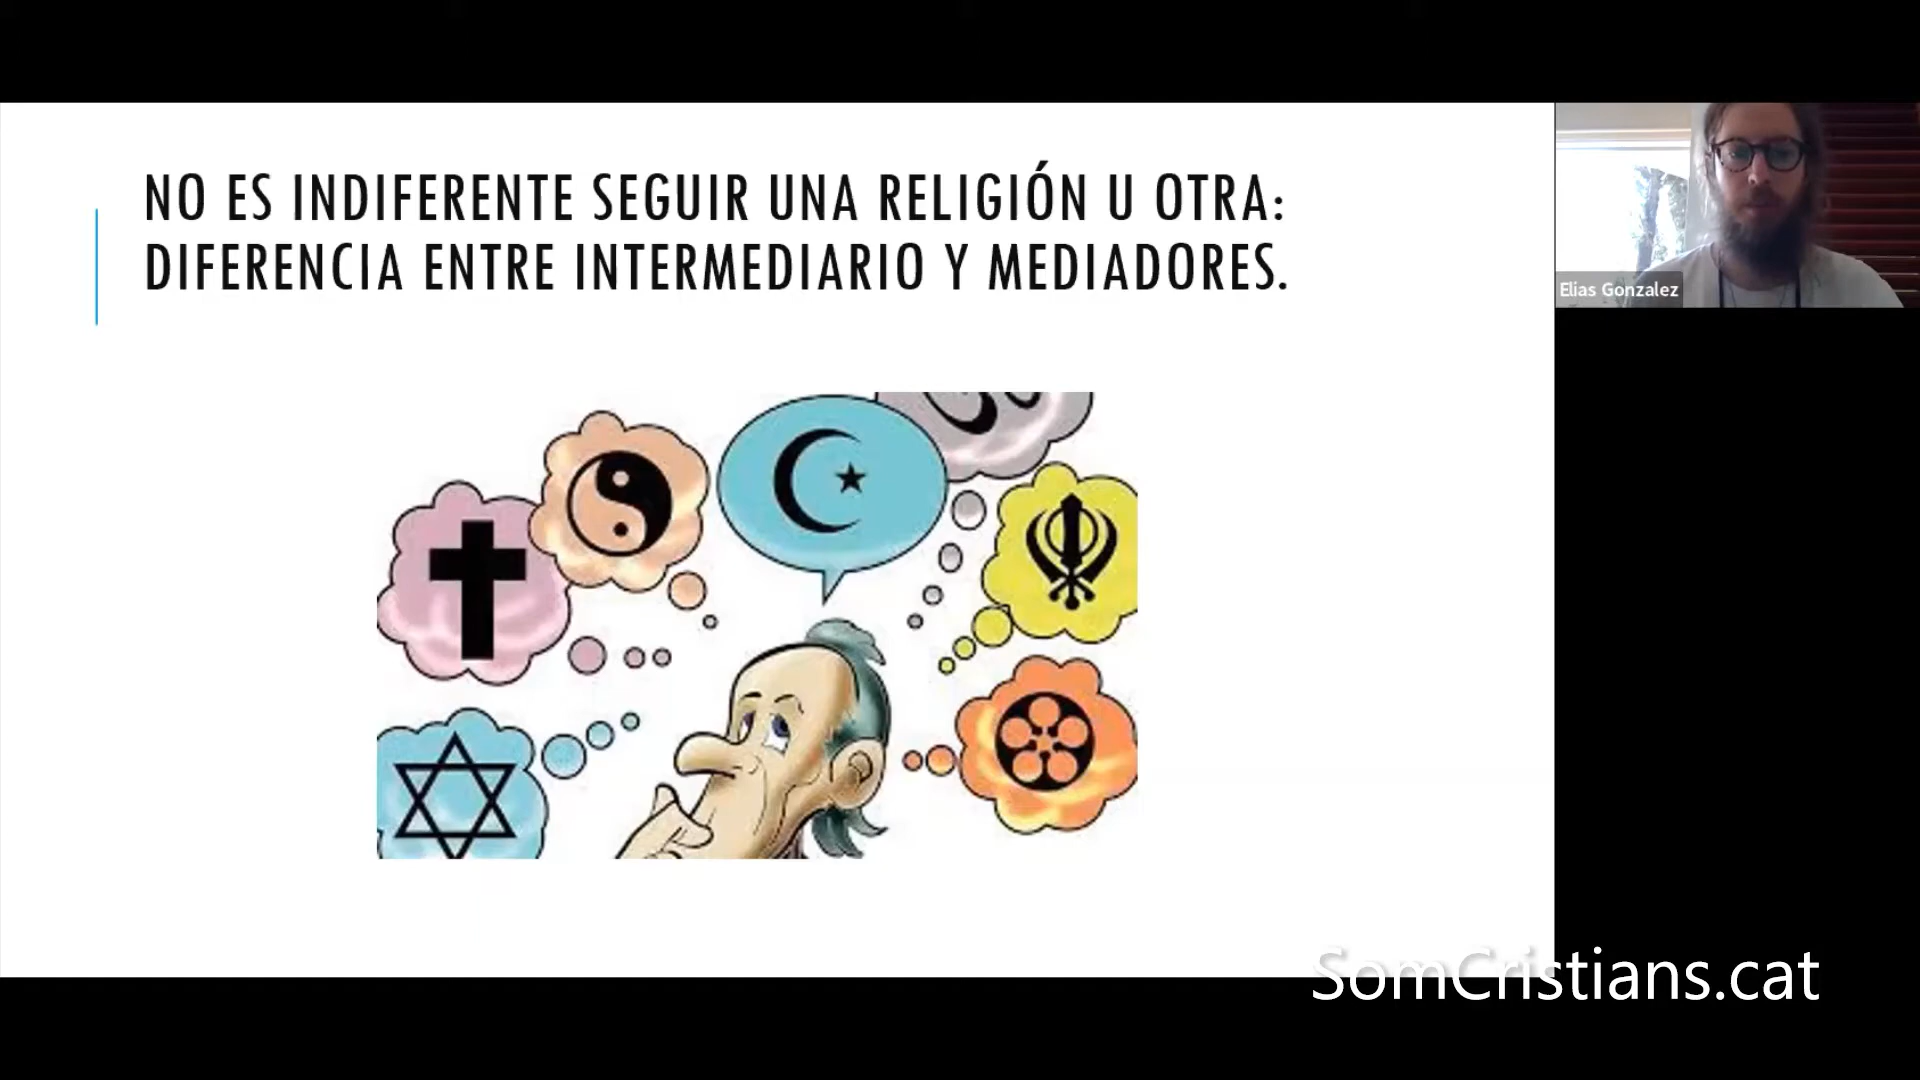 NO ES INDIFERENTE SEGUIR UNA RELIGIÓN U OTRA:
DIFERENCIA ENTRE INTERMEDIARIO Y MEDIADORES.
Elias Gonzalez
SomCristians.cat